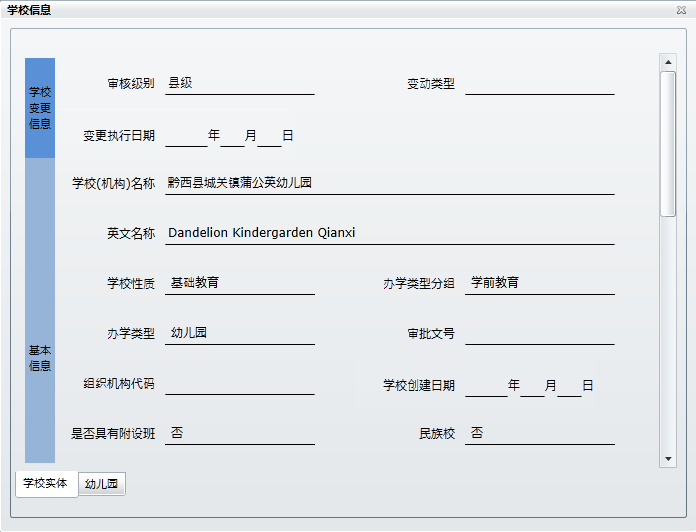 学校信息
学校
变更
信息
审核级别 县级 变动类型
变更执行日期 年 月 日
学校(机构)名称 黔西县城关镇蒲公英幼儿园
英文名称 Dandelion Kindergarden Qianxi
学校性质 基础教育 办学类型分组 学前教育
办学类型 幼儿园 审批文号
基本
信息
组织机构代码 学校创建日期 年 月 日
是否具有附设班 否 民族校 否
学校实体 幼儿园